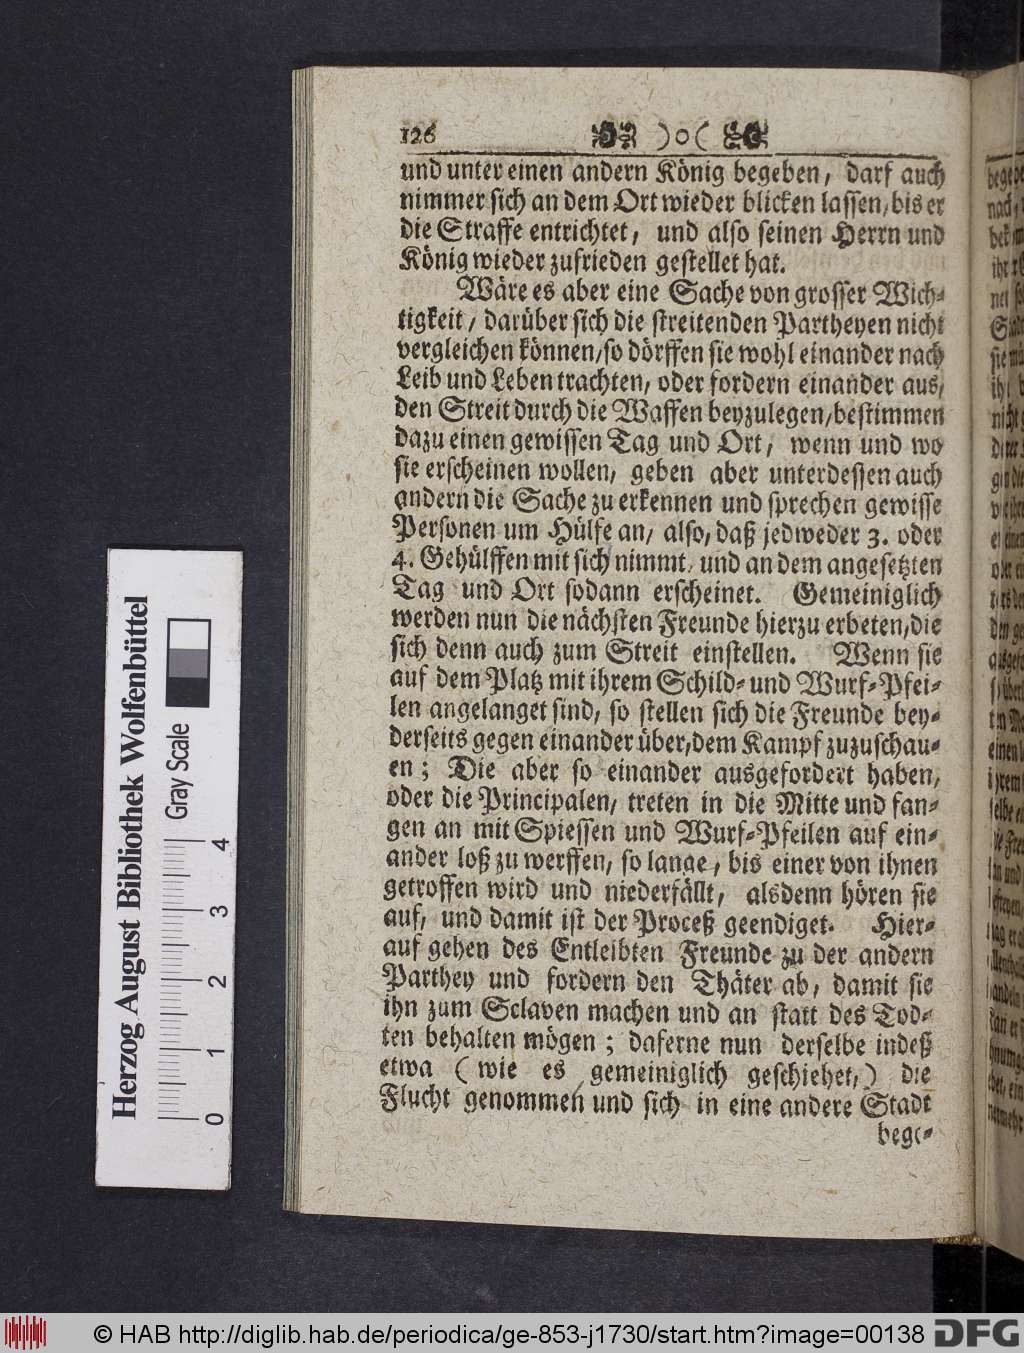 126 )o(
und unter einen andern König begeben, darf auch
nimmer sich an dem Ort wieder blicken lassen, bis er
die Straffe entrichtet, und also seinen Herrn und
König wieder zufrieden gestellet hat.
Wäre es aber eine Sache von grosser Wich-
tigkeit, darüber sich die streitenden Partheyen nicht
vergleichen können, so dörffen sie wohl einander nach
Leib und Leben trachten, oder fordern einander aus,
den Streit durch die Waffen beyzulegen, bestimmen
dazu einen gewissen Tag und Ort, wenn und wo
sie erscheinen wollen, geben aber unterdessen auch
andern die Sache zu erkennen und sprechen gewisse
Personen um Hülfe an, also, daß jedweder 3. oder
4. Gehülffen mit sich nimmt, und an dem angesetzten
Tag und Ort sodann erscheinet. Gemeiniglich
werden nun die nächsten Freunde hierzu erbeten, die
sich denn auch zum Streit einstellen. Wenn sie
auf dem Platz mit ihrem Schild- und Wurf-Pfei-
len angelanget sind, so stellen sich die Freunde bey-
derseits gegen einander über, dem Kampf zuzuschau-
en; Die aber so einander ausgefordert haben,
oder die Principalen, treten in die Mitte und fan-
gen an mit Spiessen und Wurf-Pfeilen auf ein-
ander loß zu werffen, so lange, bis einer von ihnen
getroffen wird und niederfällt, alsdenn hören sie
auf, und damit ist der Proceß geendiget. Hier-
auf gehen des Entleibten Freunde zu der andern
Parthey und fordern den Thäter ab, damit sie
ihn zum Sclaven machen und an statt des Tod-
ten behalten mögen; daferne nun derselbe indeß
etwa (wie es gemeiniglich geschiehet,) die
Flucht genommen und sich in eine andere Stadt
bege-
Herzog August Bibliothek Wolfenbüttel
Gray Scale
0 1 2 3 4
© HAB http://diglib.hab.de/periodica/ge-853-j1730/start.htm?image=00138
DFG